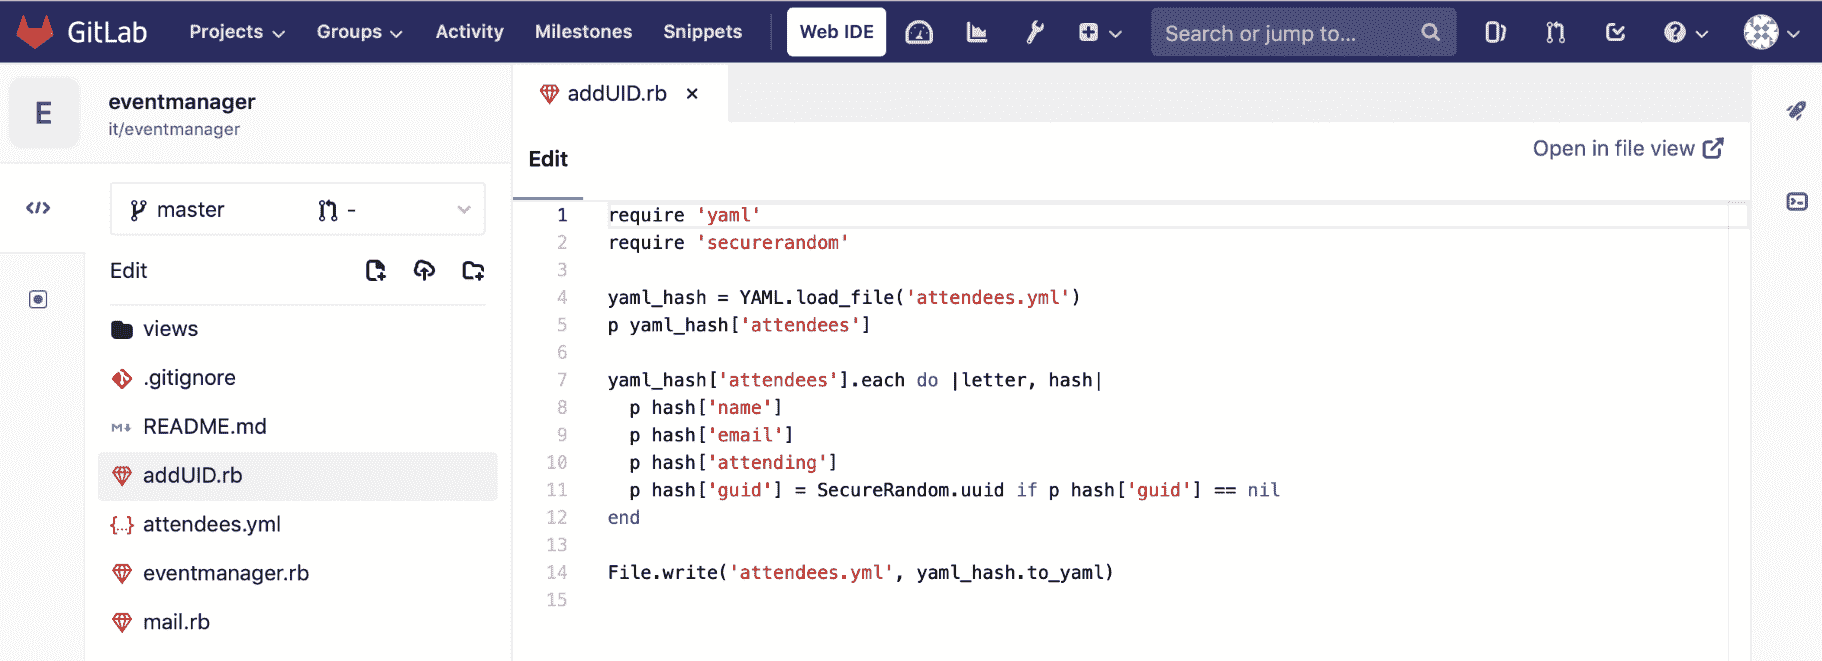 GitLab Projects Groups Activity Milestones Snippets Web IDE Search or jump to...
E eventmanager
it/eventmanager
master -
Edit
views
.gitignore
README.md
addUID.rb
attendees.yml
eventmanager.rb
mail.rb
addUID.rb ×
Edit Open in file view
1 require 'yaml'
2 require 'securerandom'
3
4 yaml_hash = YAML.load_file('attendees.yml')
5 p yaml_hash['attendees']
6
7 yaml_hash['attendees'].each do |letter, hash|
8   p hash['name']
9   p hash['email']
10   p hash['attending']
11   p hash['guid'] = SecureRandom.uuid if p hash['guid'] == nil
12 end
13
14 File.write('attendees.yml', yaml_hash.to_yaml)
15